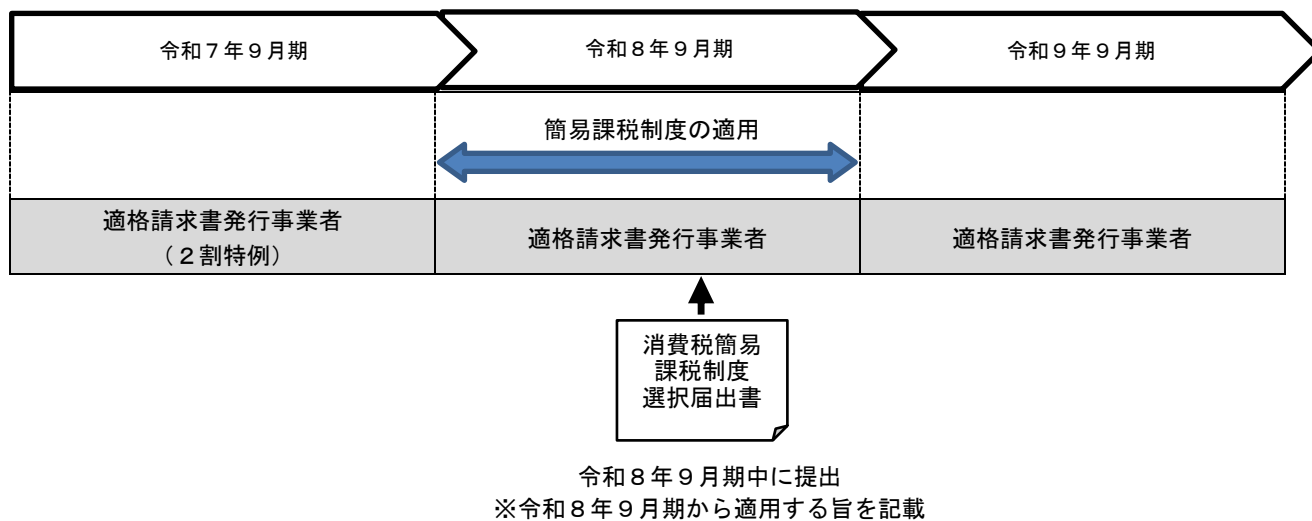 令和７年９月期
令和８年９月期
令和９年９月期
簡易課税制度の適用
適格請求書発行事業者
（２割特例）
適格請求書発行事業者
適格請求書発行事業者
消費税簡易
課税制度
選択届出書
令和８年９月期中に提出
※令和８年９月期から適用する旨を記載